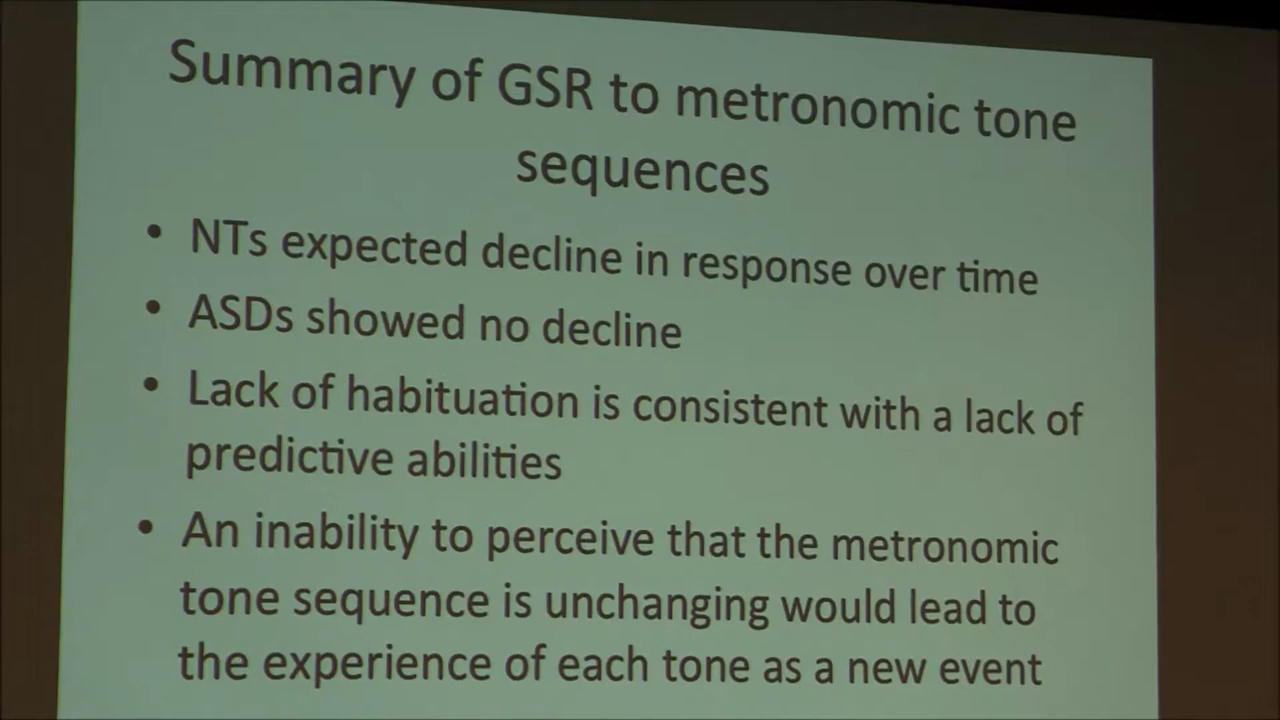 Summary of GSR to metronomic tone
sequences
• NTs expected decline in response over time
• ASDs showed no decline
• Lack of habituation is consistent with a lack of
predictive abilities
• An inability to perceive that the metronomic
tone sequence is unchanging would lead to
the experience of each tone as a new event